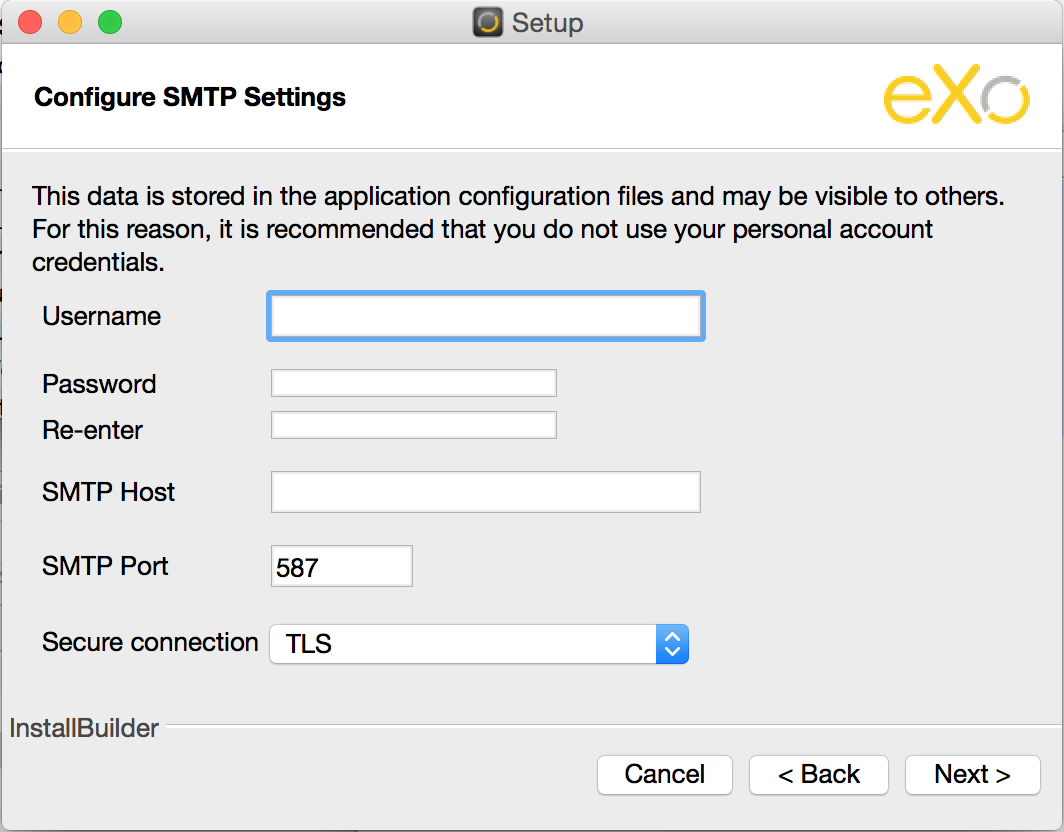 Setup
Configure SMTP Settings
eXo
This data is stored in the application configuration files and may be visible to others.
For this reason, it is recommended that you do not use your personal account
credentials.
Username
Password
Re-enter
SMTP Host
SMTP Port 587
Secure connection TLS
InstallBuilder
Cancel < Back Next >